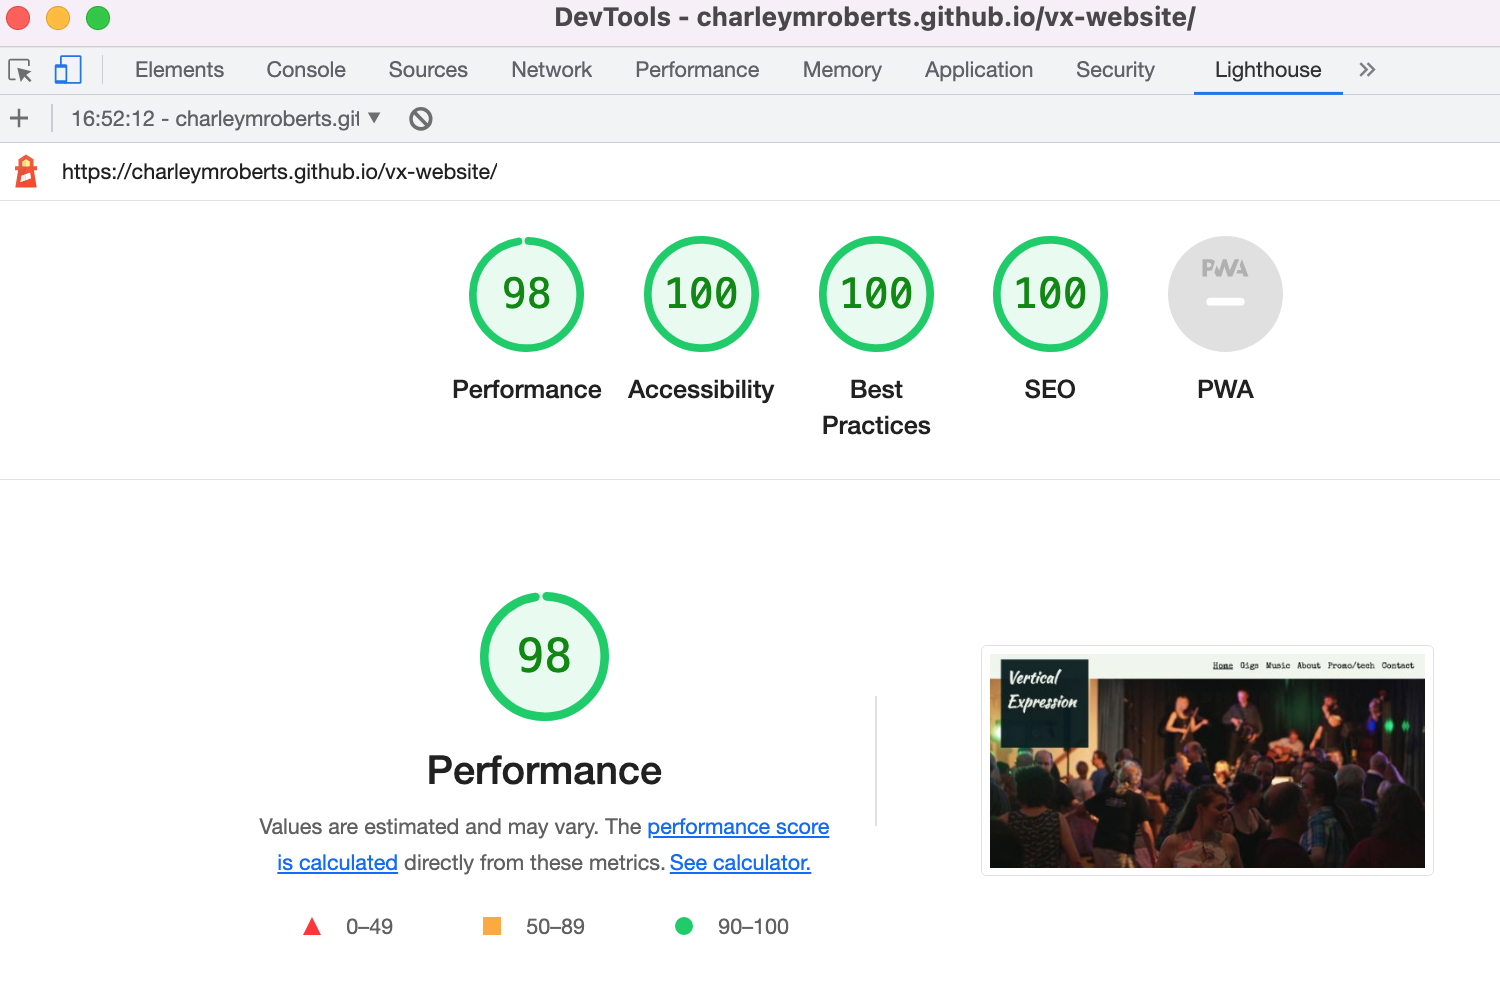 DevTools - charleymroberts.github.io/vx-website/
Elements Console Sources Network Performance Memory Application Security Lighthouse »
+ 16:52:12 - charleymroberts.git ▼
https://charleymroberts.github.io/vx-website/
98 100 100 100 PWA
Performance Accessibility Best Practices SEO PWA
98
Performance
Values are estimated and may vary. The performance score
is calculated directly from these metrics. See calculator.
0–49 50–89 90–100
Home Gigs Music About Promo/tech Contact
Vertical
Expression